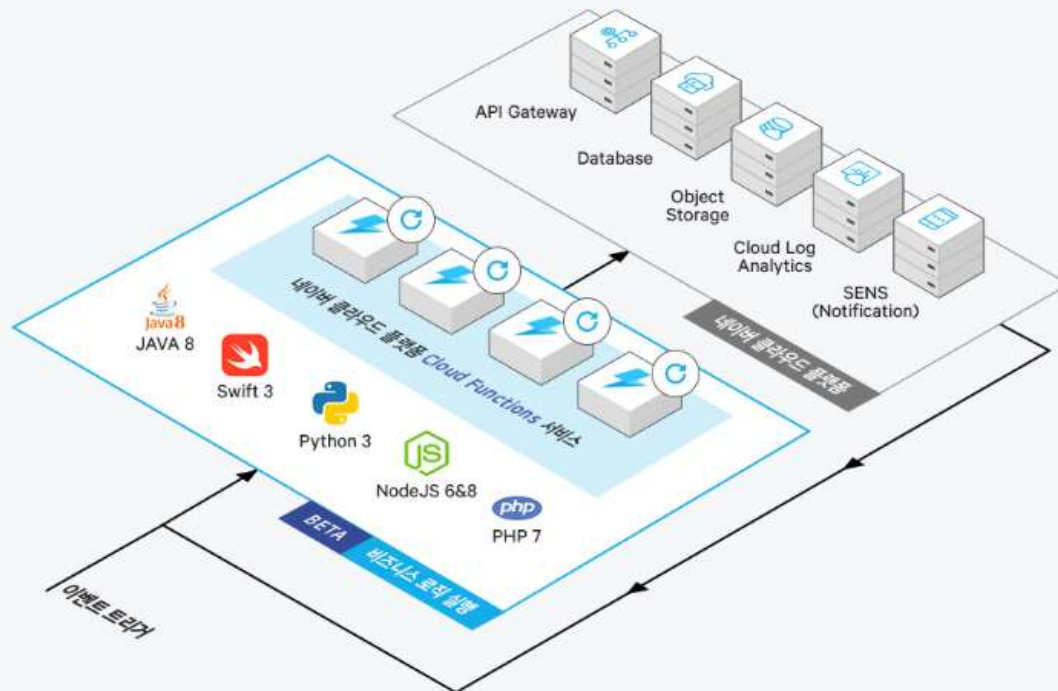 API Gateway
Database
Object
Storage
Cloud Log
Analytics
SENS
(Notification)
네이버 클라우드 플랫폼
네이버 클라우드 플랫폼 Cloud Functions 서비스
Java8
JAVA 8
Swift 3
Python 3
JS
NodeJS 6&8
php
PHP 7
BETA
비즈니스 로직 실행
이벤트 트리거